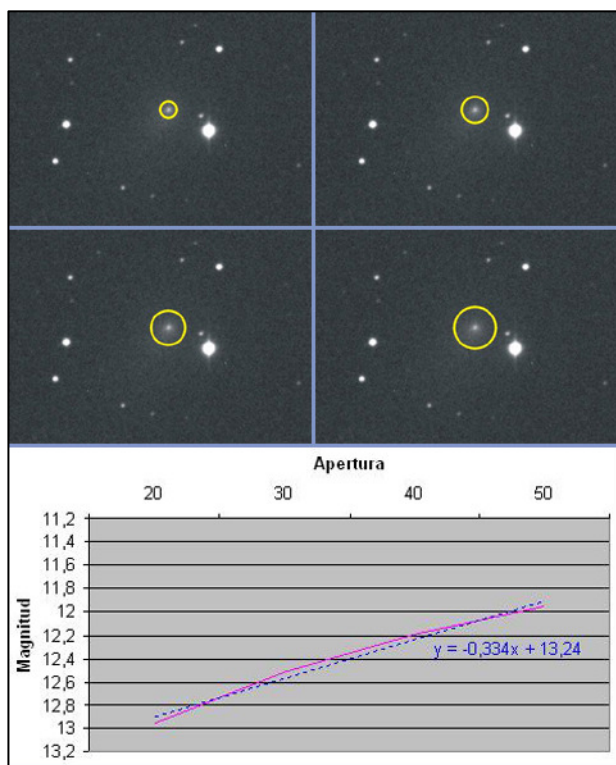 Apertura
20 30 40 50
11,2
11,4
11,6
11,8
12
12,2
12,4
12,6
12,8
13
13,2
Magnitud
y = -0,334x + 13,24